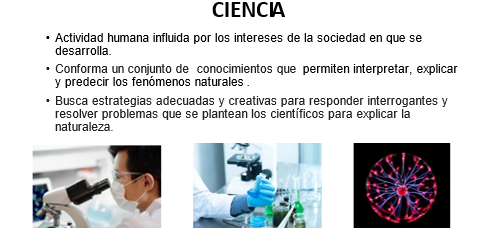 CIENCIA
• Actividad humana influida por los intereses de la sociedad en que se
desarrolla.
• Conforma un conjunto de  conocimientos que  permiten interpretar, explicar
y predecir los fenómenos naturales .
• Busca estrategias adecuadas y creativas para responder interrogantes y
resolver problemas que se plantean los científicos para explicar la
naturaleza.